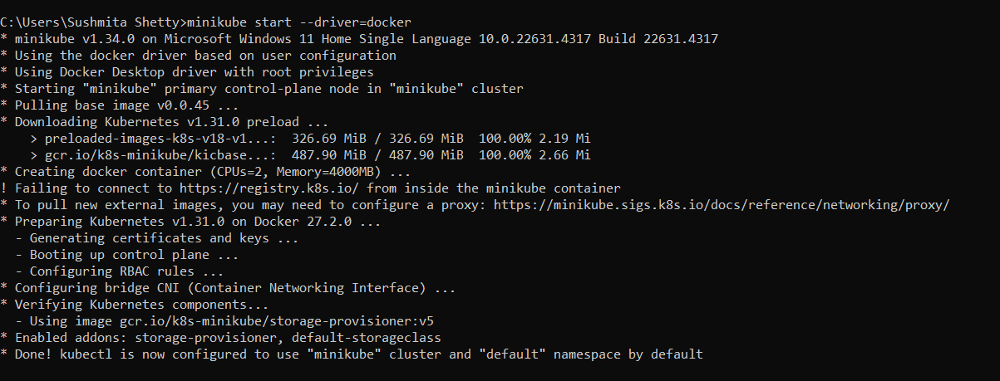 C:\Users\Sushmita Shetty>minikube start --driver=docker
* minikube v1.34.0 on Microsoft Windows 11 Home Single Language 10.0.22631.4317 Build 22631.4317
* Using the docker driver based on user configuration
* Using Docker Desktop driver with root privileges
* Starting "minikube" primary control-plane node in "minikube" cluster
* Pulling base image v0.0.45 ...
* Downloading Kubernetes v1.31.0 preload ...
    > preloaded-images-k8s-v18-v1...:  326.69 MiB / 326.69 MiB  100.00% 2.19 Mi
    > gcr.io/k8s-minikube/kicbase...:  487.90 MiB / 487.90 MiB  100.00% 2.66 Mi
* Creating docker container (CPUs=2, Memory=4000MB) ...
! Failing to connect to https://registry.k8s.io/ from inside the minikube container
* To pull new external images, you may need to configure a proxy: https://minikube.sigs.k8s.io/docs/reference/networking/proxy/
* Preparing Kubernetes v1.31.0 on Docker 27.2.0 ...
  - Generating certificates and keys ...
  - Booting up control plane ...
  - Configuring RBAC rules ...
* Configuring bridge CNI (Container Networking Interface) ...
* Verifying Kubernetes components...
  - Using image gcr.io/k8s-minikube/storage-provisioner:v5
* Enabled addons: storage-provisioner, default-storageclass
* Done! kubectl is now configured to use "minikube" cluster and "default" namespace by default